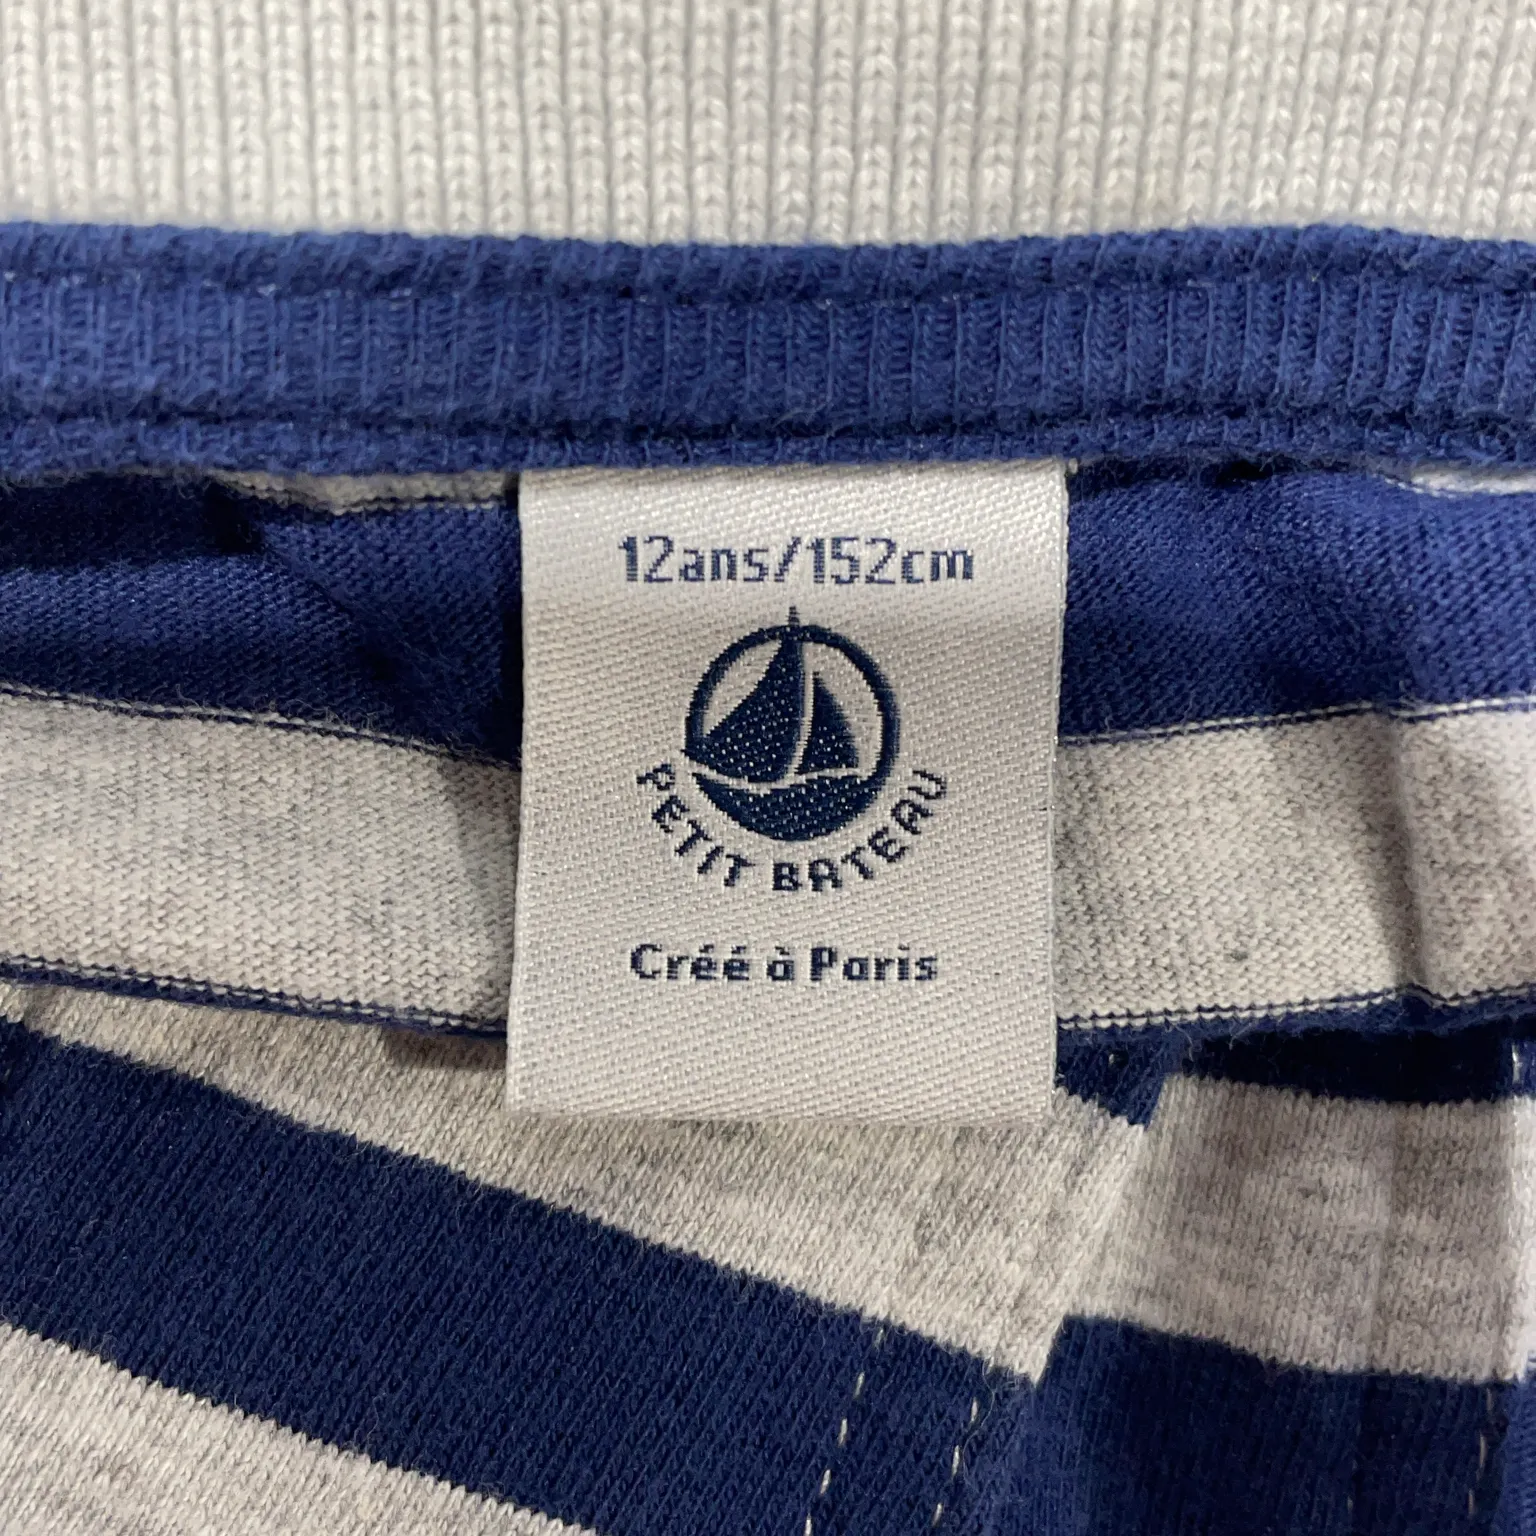 12ans/152cm
PETIT BATEAU
Créé à Paris